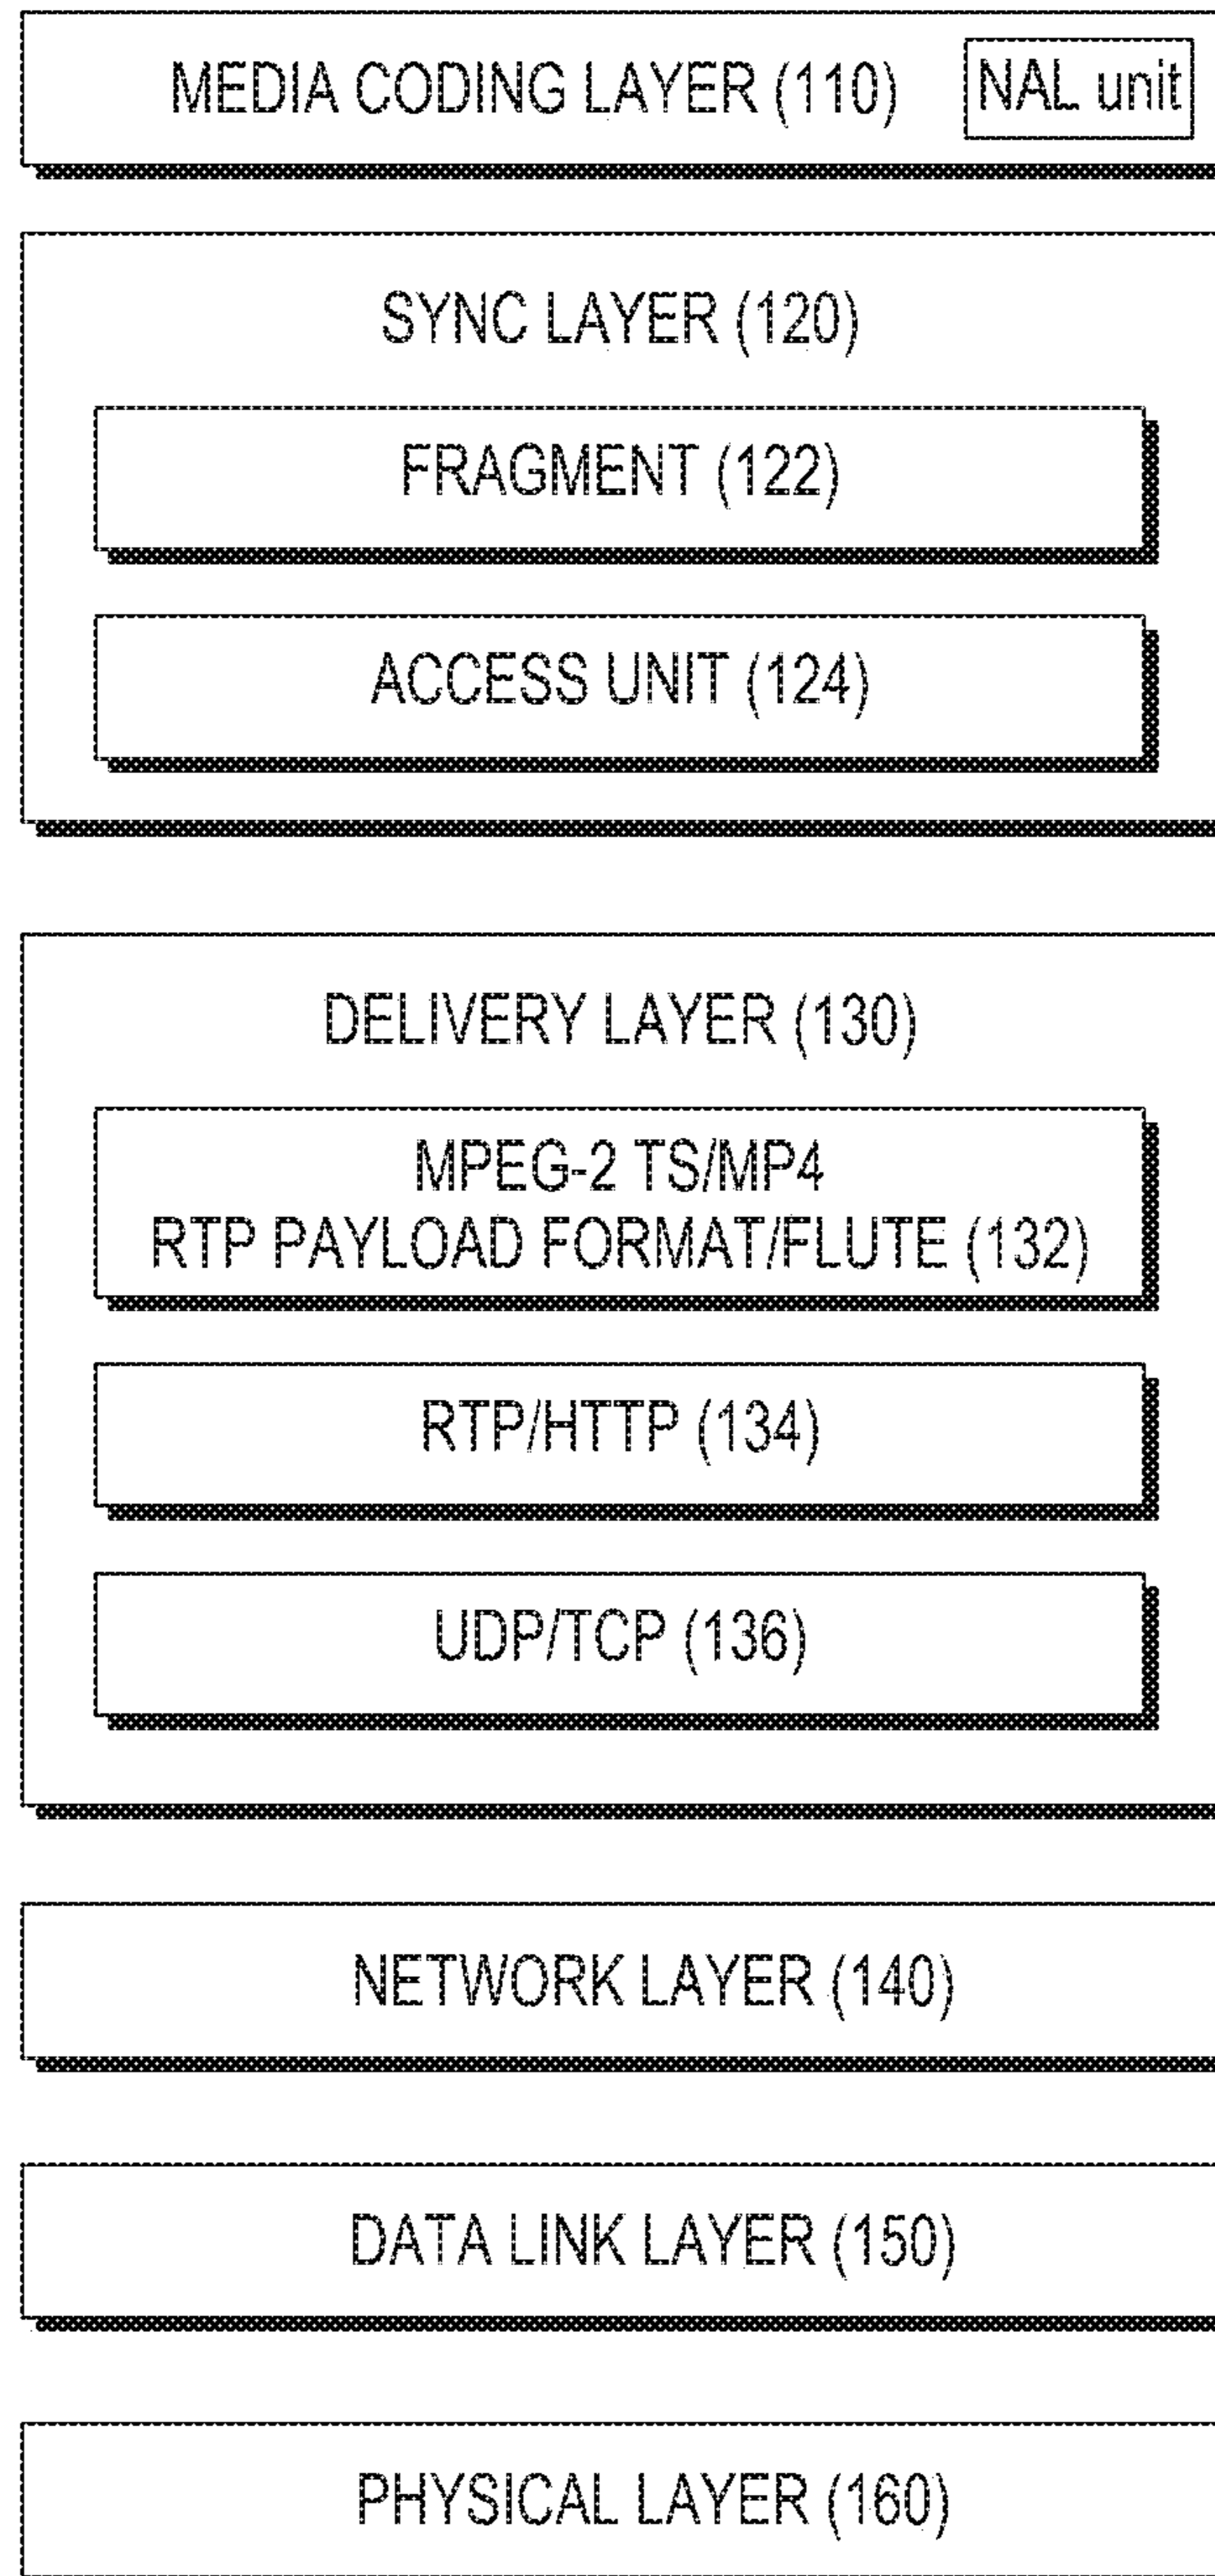 MEDIA CODING LAYER (110) NAL unit
SYNC LAYER (120)
FRAGMENT (122)
ACCESS UNIT (124)
DELIVERY LAYER (130)
MPEG-2 TS/MP4
RTP PAYLOAD FORMAT/FLUTE (132)
RTP/HTTP (134)
UDP/TCP (136)
NETWORK LAYER (140)
DATA LINK LAYER (150)
PHYSICAL LAYER (160)